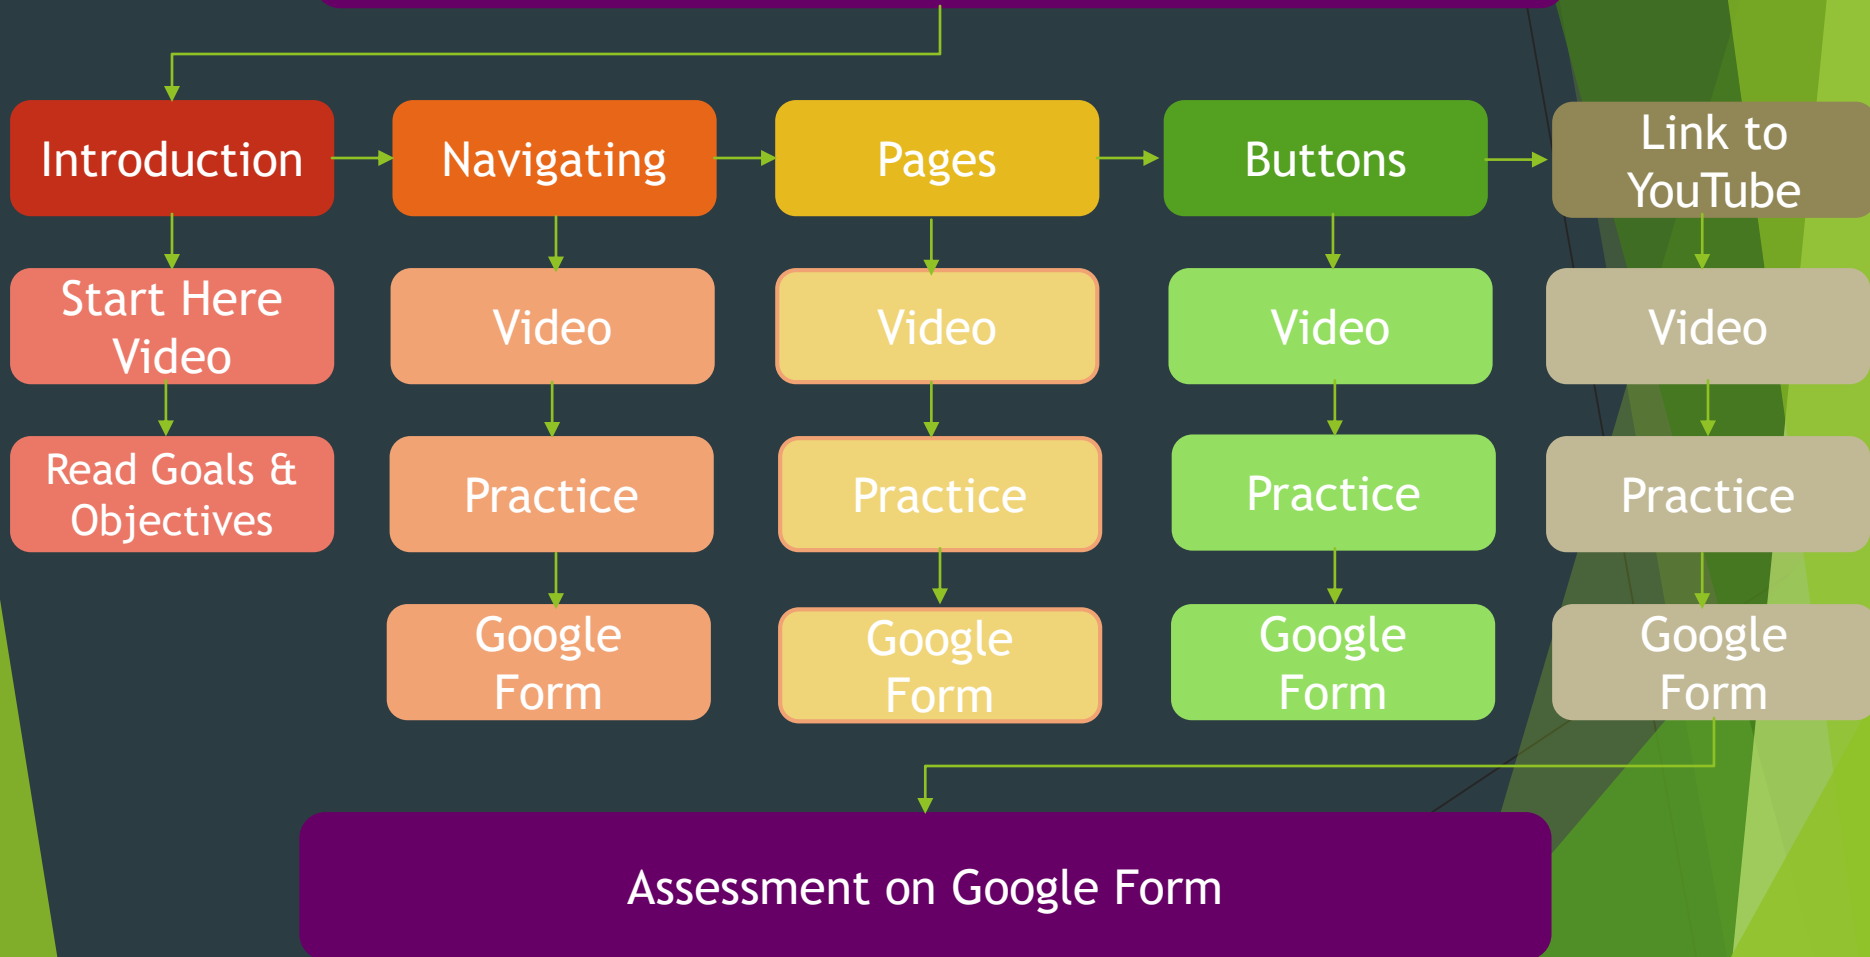 Introduction
Navigating
Pages
Buttons
Link to
YouTube
Start Here
Video
Video
Video
Video
Video
Read Goals &
Objectives
Practice
Practice
Practice
Practice
Google
Form
Google
Form
Google
Form
Google
Form
Assessment on Google Form